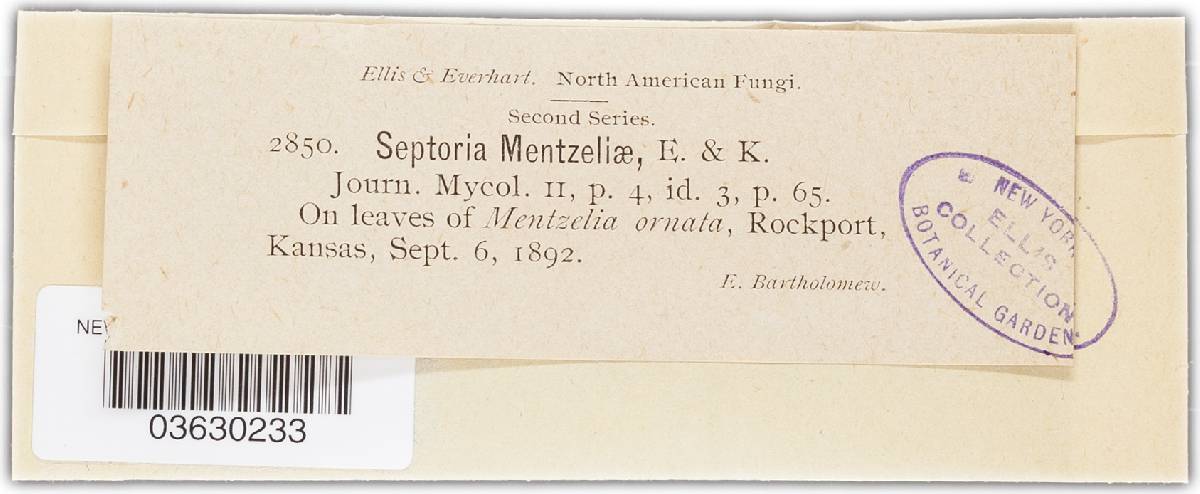 Ellis & Everhart. North American Fungi.
Second Series.
2850. Septoria Mentzeliæ, E. & K.
Journ. Mycol. II, p. 4, id. 3, p. 65.
On leaves of Mentzelia ornata, Rockport,
Kansas, Sept. 6, 1892.
E. Bartholomew.
NEW YORK
ELLIS
COLLECTION
BOTANICAL GARDEN
03630233